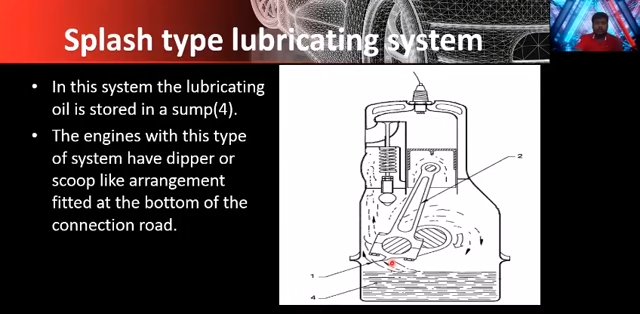 Splash type lubricating system
• In this system the lubricating
oil is stored in a sump(4).
• The engines with this type
of system have dipper or
scoop like arrangement
fitted at the bottom of the
connection road.
2
1
4